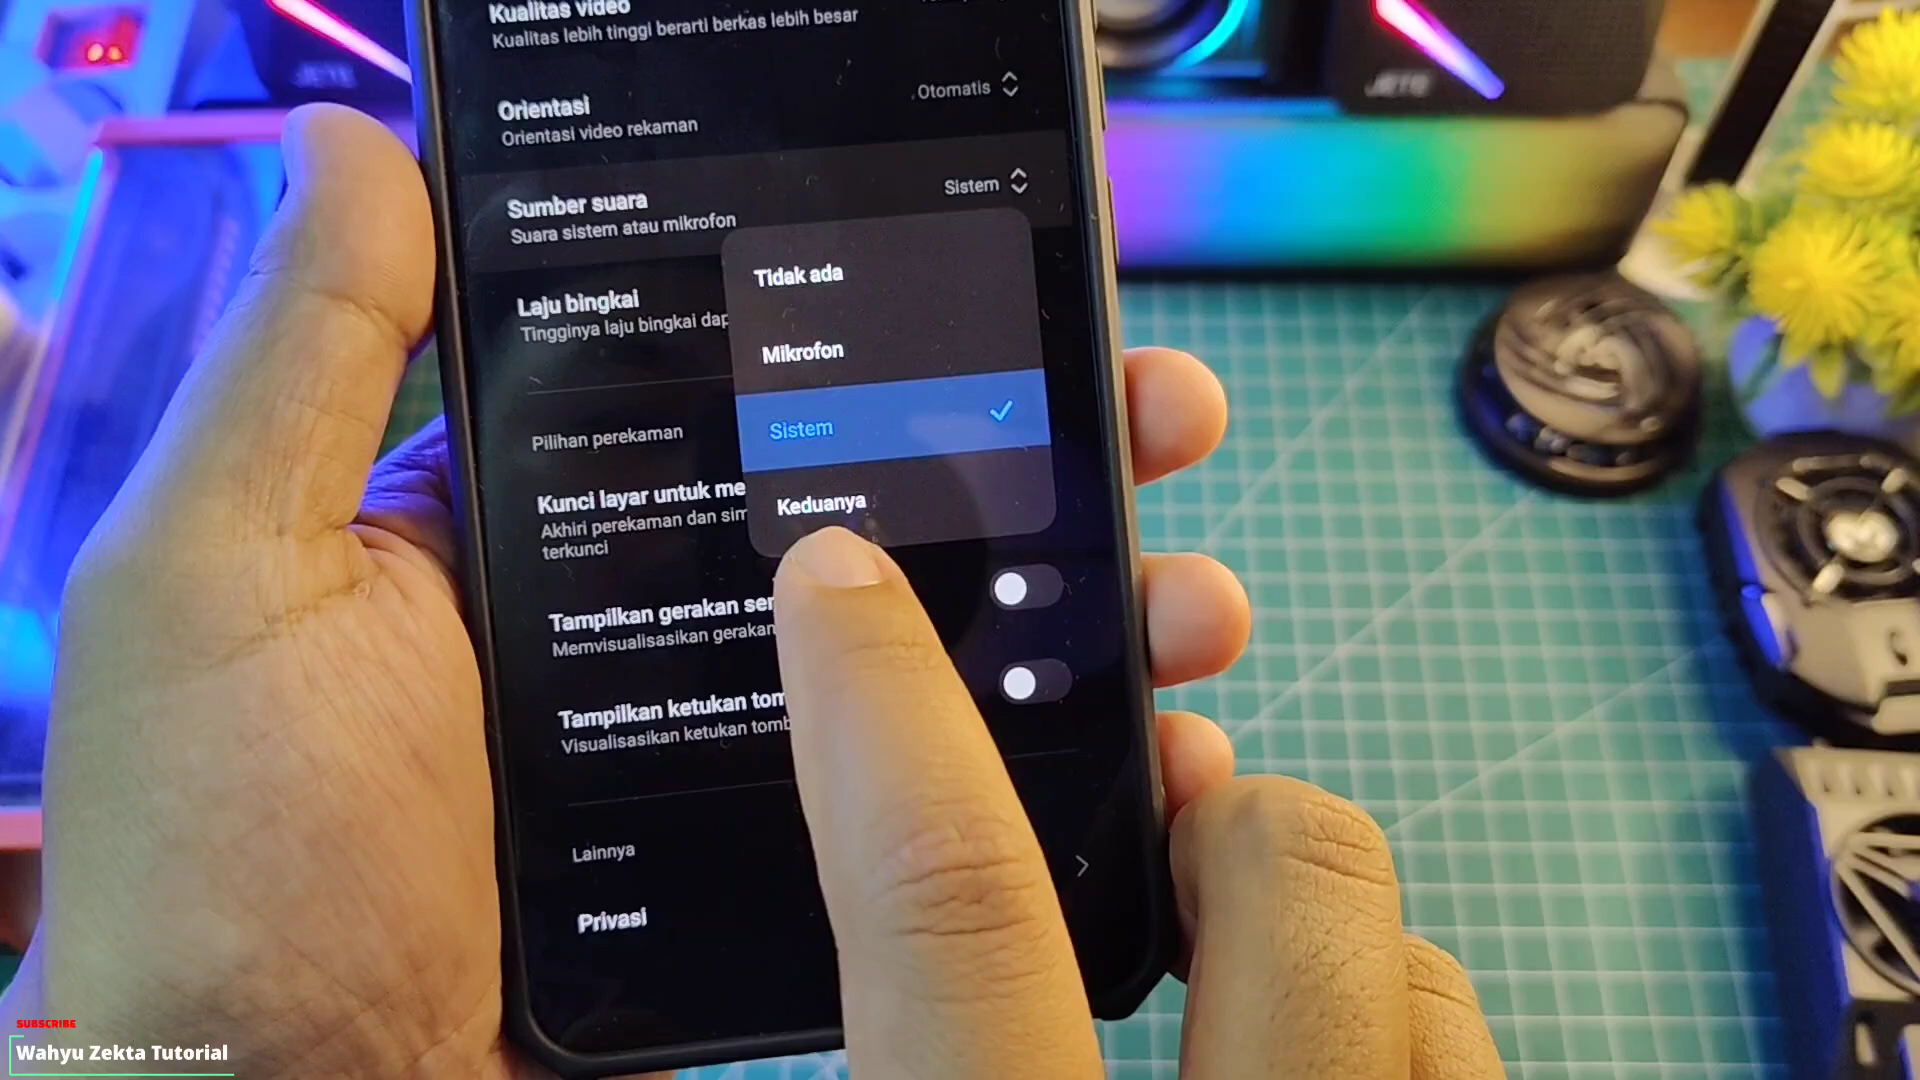 Kualitas video
Kualitas lebih tinggi berarti berkas lebih besar
Orientasi
Orientasi video rekaman
Otomatis
Sumber suara
Suara sistem atau mikrofon
Sistem
Tidak ada
Mikrofon
Sistem
Keduanya
Laju bingkai
Tingginya laju bingkai dap
Pilihan perekaman
Kunci layar untuk me
Akhiri perekaman dan sim
terkunci
Tampilkan gerakan sen
Memvisualisasikan gerakan
Tampilkan ketukan tom
Visualisasikan ketukan tomb
Lainnya
Privasi
JETE
JETE
SUBSCRIBE
Wahyu Zekta Tutorial